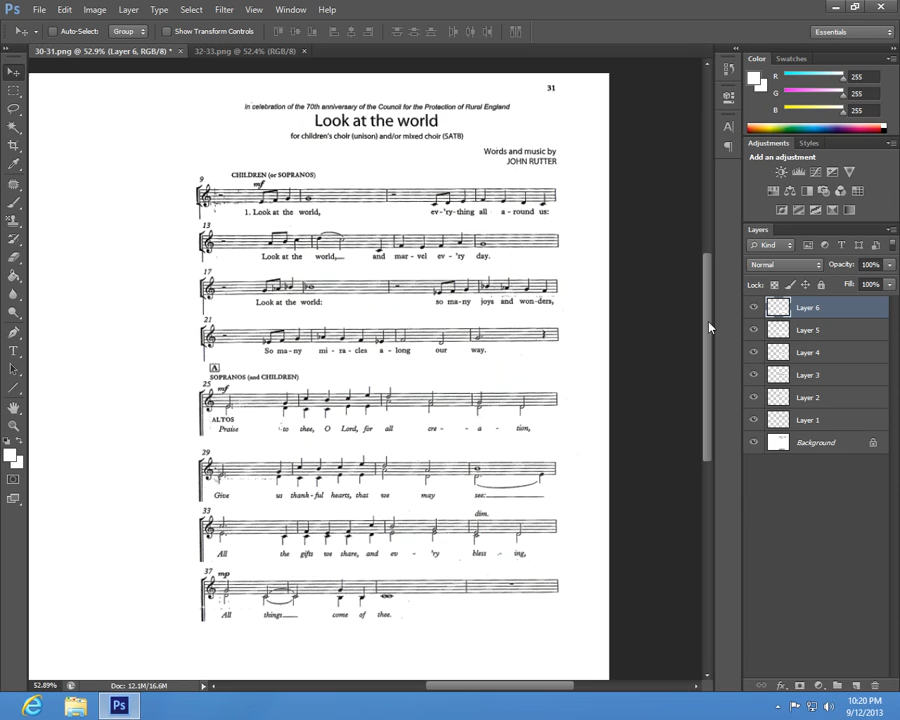 Ps File Edit Image Layer Type Select Filter View Window Help
Auto-Select: Group Show Transform Controls Essentials
30-31.png @ 52.9% (Layer 6, RGB/8) * × 32-33.png @ 52.4% (RGB/8) ×
31
In celebration of the 70th anniversary of the Council for the Protection of Rural England
Look at the world
for children's choir (unison) and/or mixed choir (SATB)
Words and music by
JOHN RUTTER
CHILDREN (or SOPRANOS)
9 mf
1. Look at the world, ev-'ry-thing all a-round us:
13
Look at the world, and mar-vel ev-'ry day.
17
Look at the world: so ma-ny joys and won-ders,
21
So ma-ny mi-ra-cles a-long our way.
A
SOPRANOS (and CHILDREN)
25 mf
ALTOS
Praise to thee, O Lord, for all cre-a-tion,
29
Give us thank-ful hearts, that we may see:
dim.
33
All the gifts we share, and ev-'ry bless-ing,
37 mp
All things come of thee.
Color Swatches
R 255
G 255
B 255
Adjustments Styles
Add an adjustment
Layers
Kind
Normal Opacity: 100%
Lock: Fill: 100%
Layer 6
Layer 5
Layer 4
Layer 3
Layer 2
Layer 1
Background
52.89% Doc: 12.1M/16.6M
Ps
10:20 PM
9/12/2013